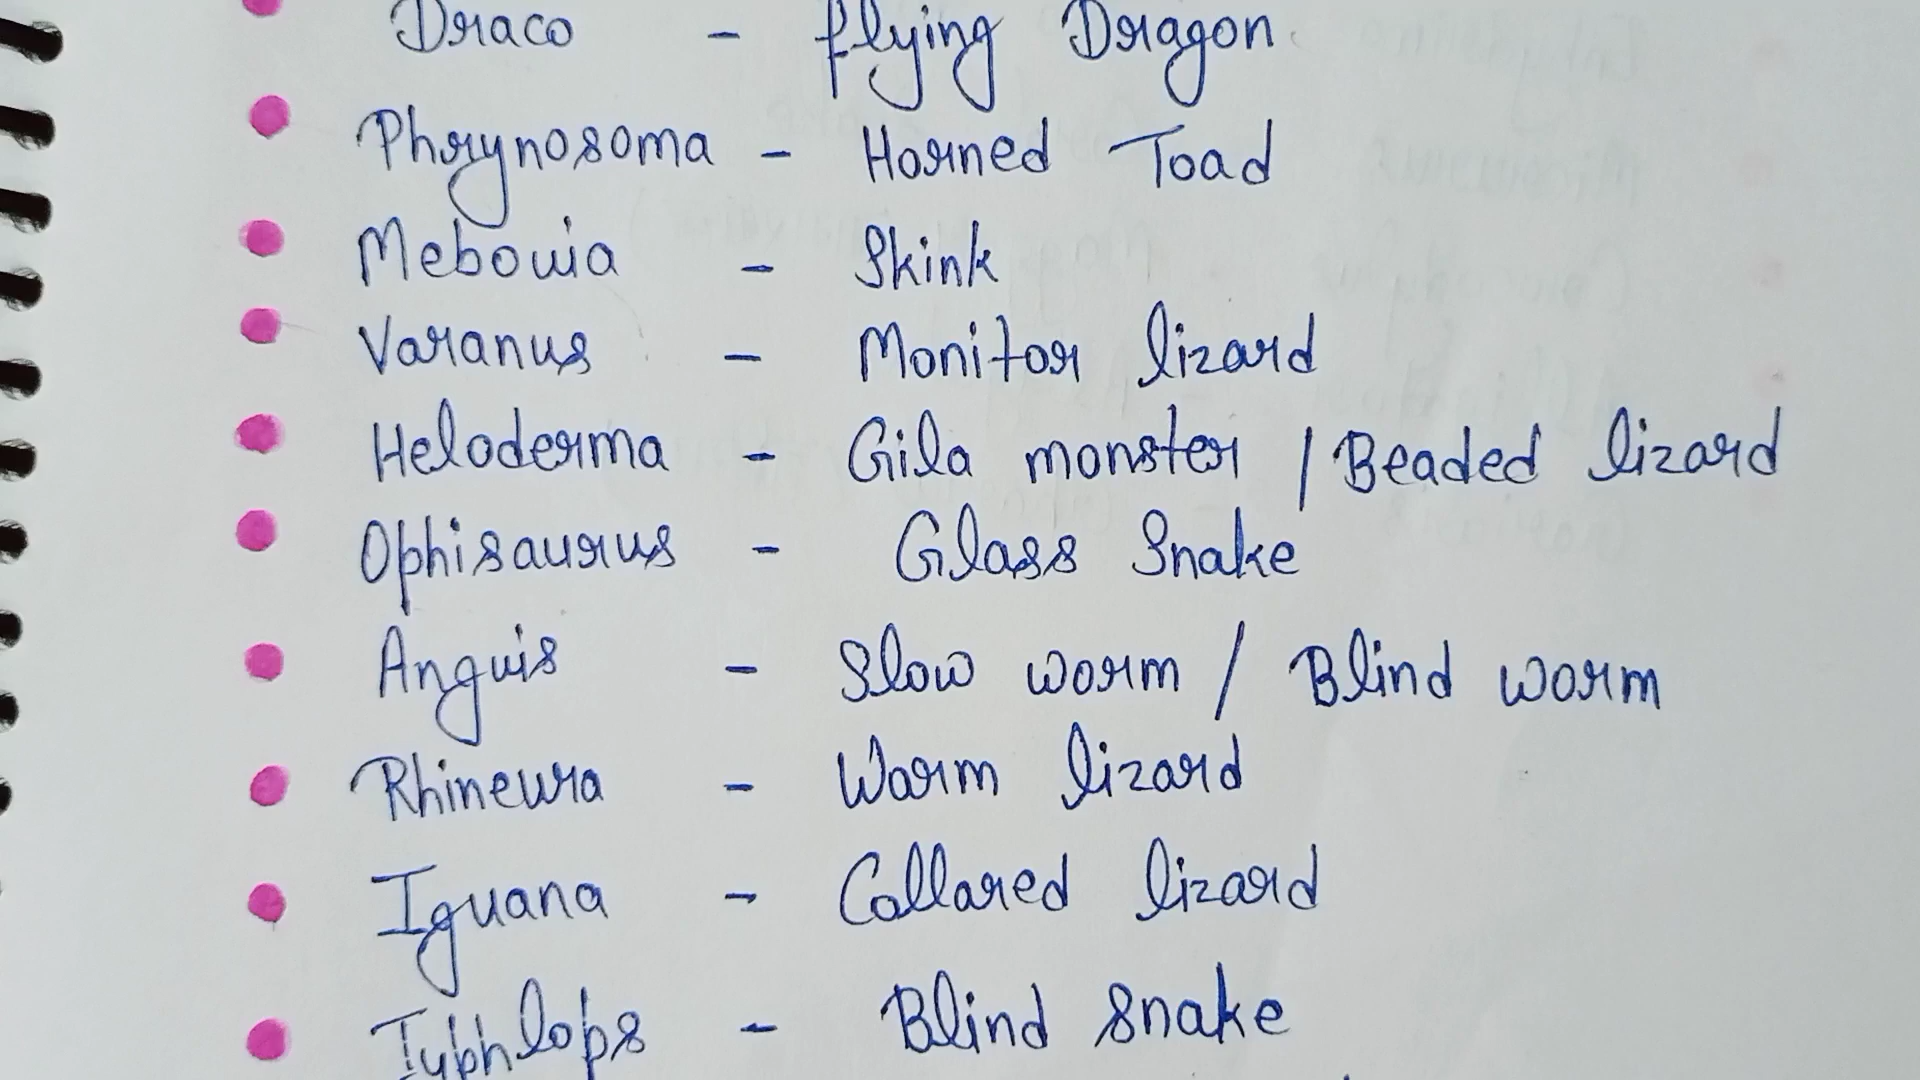 Draco - flying Dragon
Phrynosoma - Horned Toad
Mebouia - Skink
Varanus - Monitor lizard
Heloderma - Gila monster / Beaded lizard
Ophisaurus - Glass Snake
Anguis - Slow worm / Blind worm
Rhineura - Worm lizard
Iguana - Collared lizard
Typhlops - Blind snake